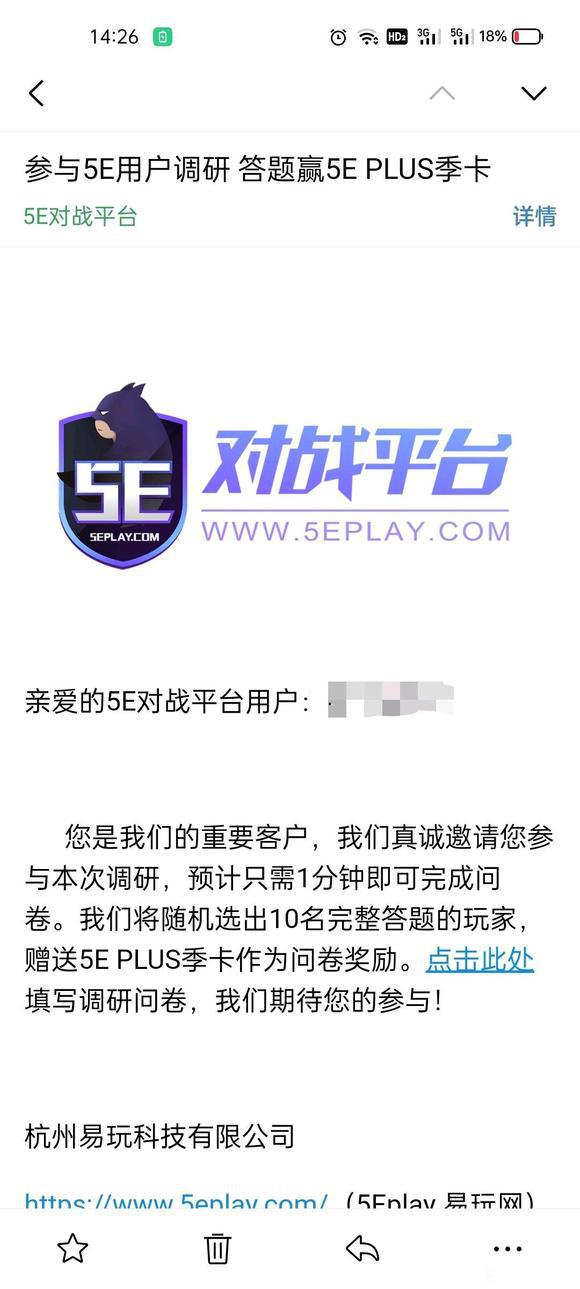 14:26
HD2 3G 5G 18%
参与5E用户调研 答题赢5E PLUS季卡
5E对战平台 详情
5E 对战平台
5EPLAY.COM
WWW.5EPLAY.COM
亲爱的5E对战平台用户：
您是我们的重要客户，我们真诚邀请您参
与本次调研，预计只需1分钟即可完成问
卷。我们将随机选出10名完整答题的玩家，
赠送5E PLUS季卡作为问卷奖励。点击此处
填写调研问卷，我们期待您的参与！
杭州易玩科技有限公司
https://www.5eplay.com/（5Eplay 易玩网）